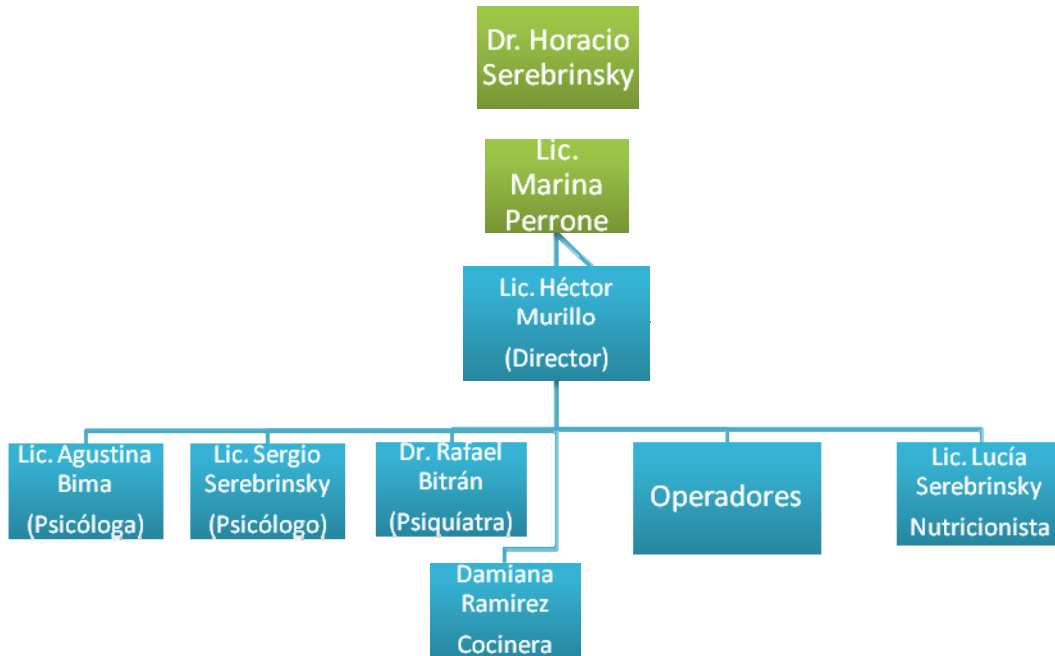 Dr. Horacio
Serebrinsky
Lic.
Marina
Perrone
Lic. Héctor
Murillo
(Director)
Lic. Agustina
Bima
(Psicóloga)
Lic. Sergio
Serebrinsky
(Psicólogo)
Dr. Rafael
Bitrán
(Psiquíatra)
Operadores
Lic. Lucía
Serebrinsky
Nutricionista
Damiana
Ramirez
Cocinera